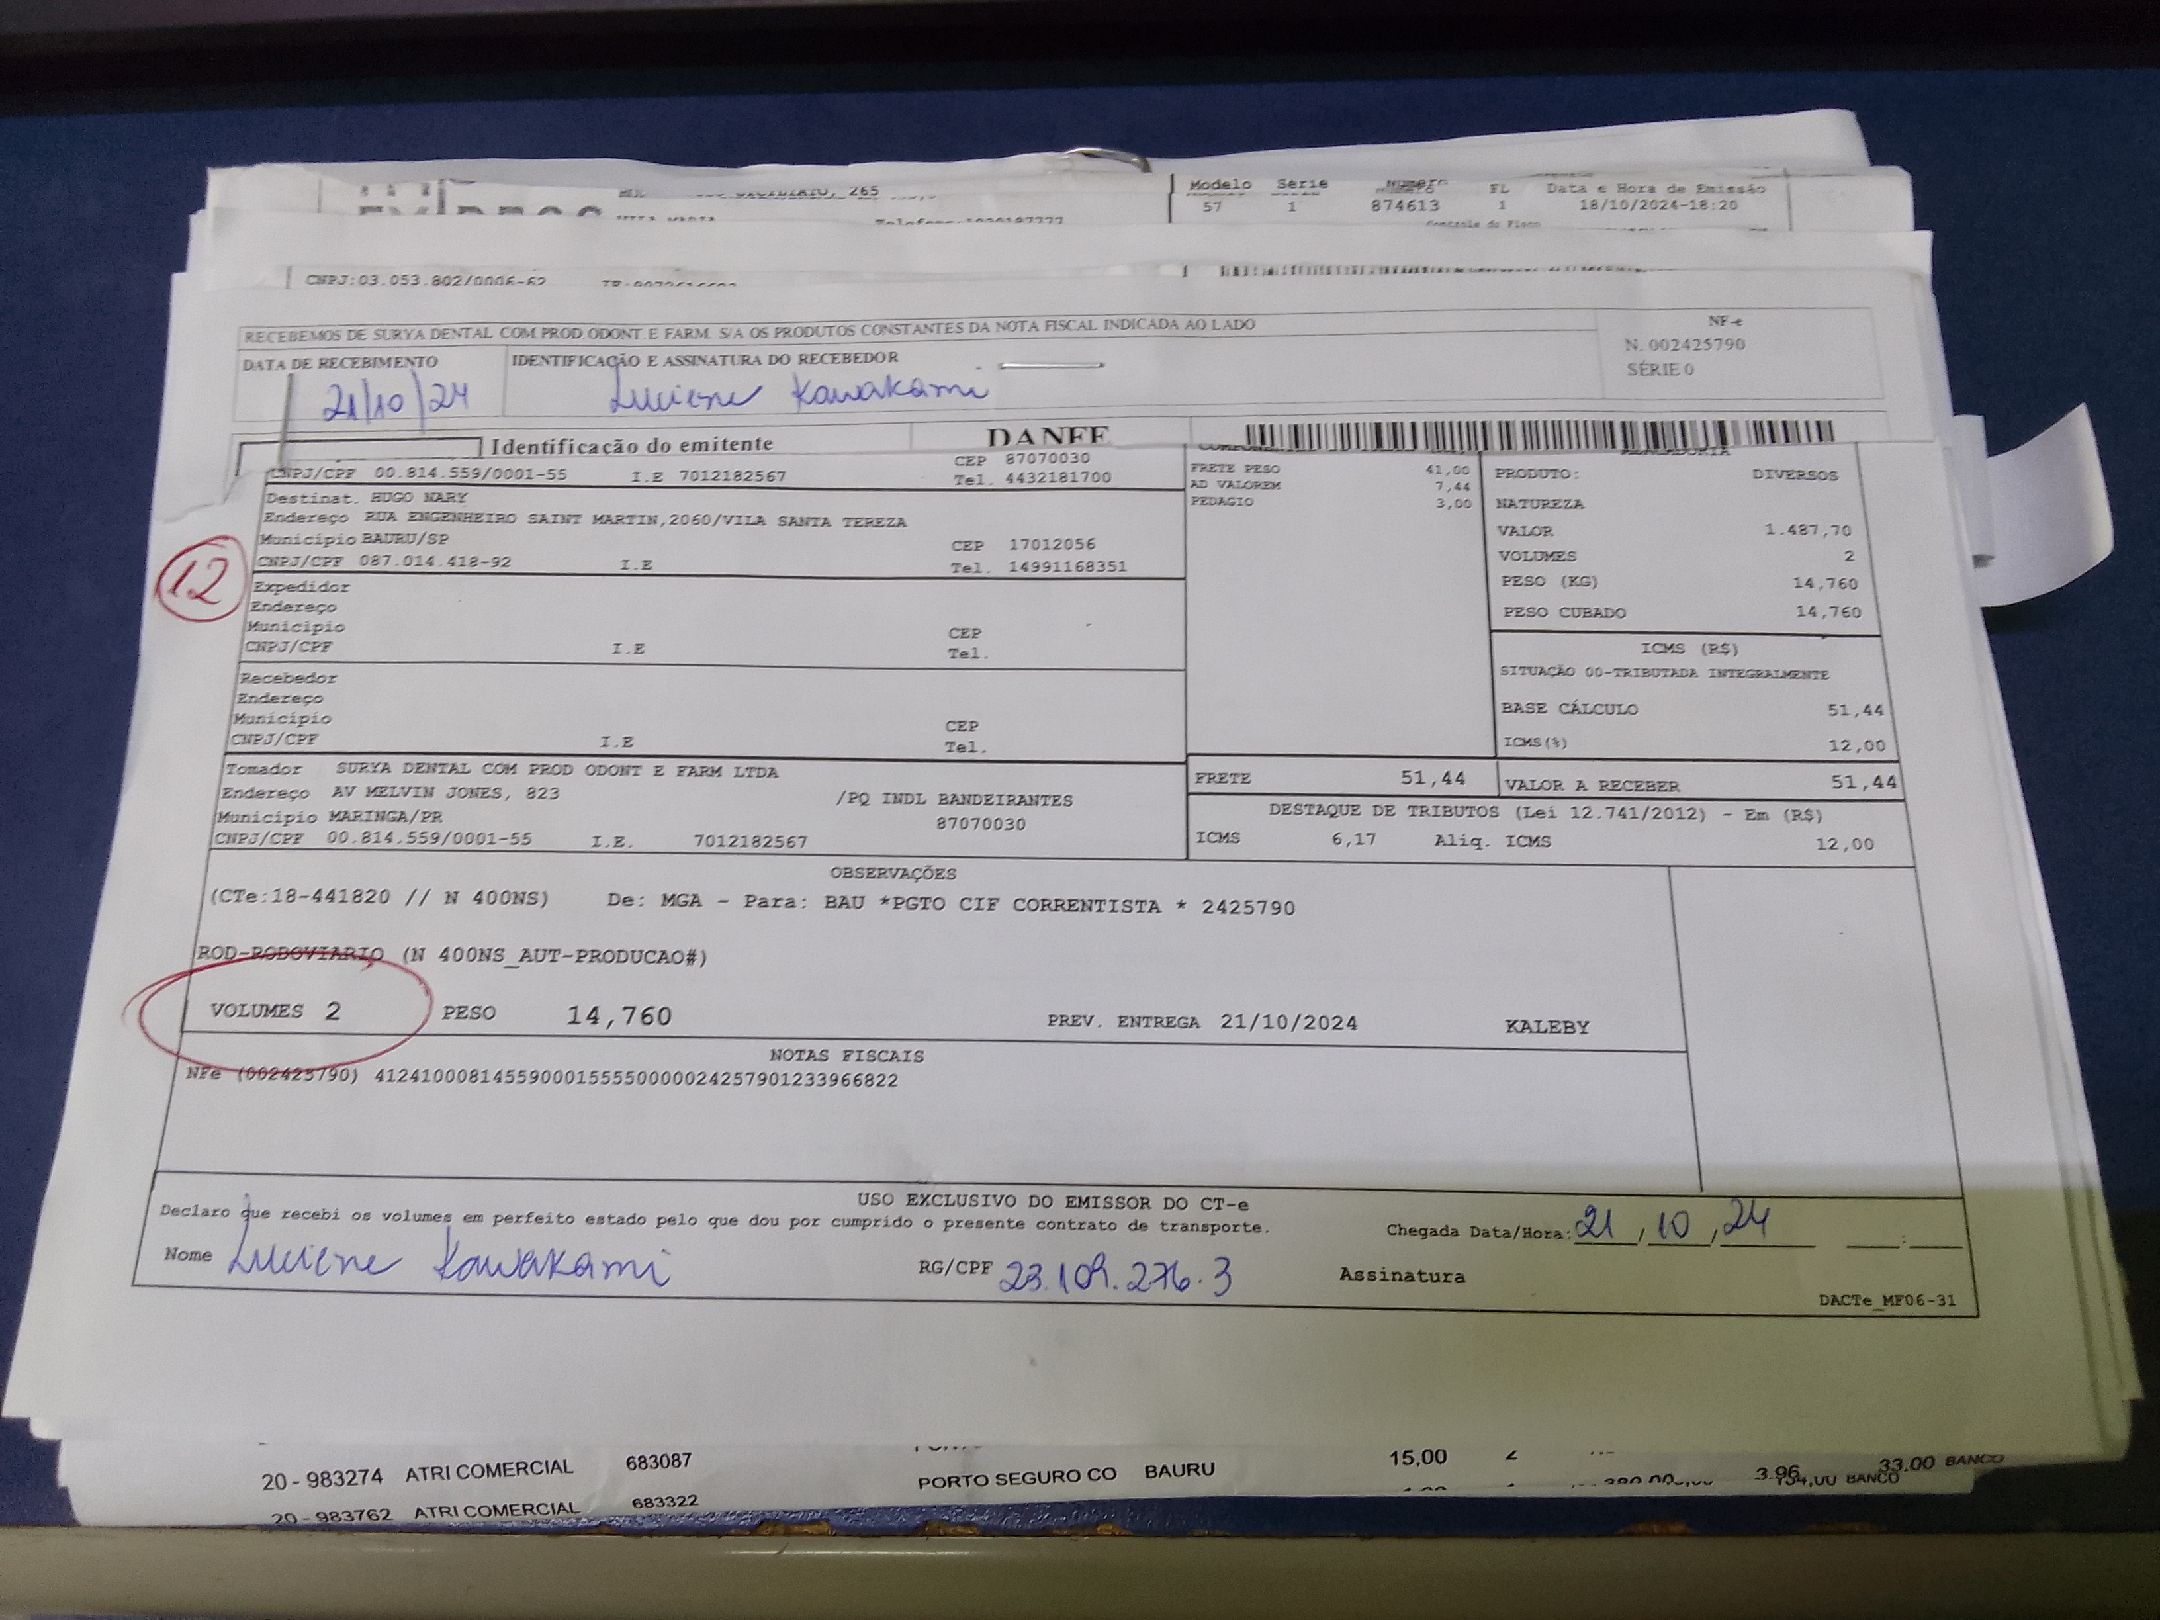 265
Modelo Série Número FL Data e Hora de Emissão
57 1 874613 1 18/10/2024-18:20
Controle do Fisco
CNPJ:03.053.802/0006-62
RECEBEMOS DE SURYA DENTAL COM PROD ODONT E FARM. S/A OS PRODUTOS CONSTANTES DA NOTA FISCAL INDICADA AO LADO
NF-e
N. 002425790
SÉRIE 0
DATA DE RECEBIMENTO
21/10/24
IDENTIFICAÇÃO E ASSINATURA DO RECEBEDOR
Luciene Kawakami
Identificação do emitente
DANFE
CNPJ/CPF 00.814.559/0001-55 I.E 7012182567
CEP 87070030
Tel. 4432181700
Destinat. HUGO NARY
Endereço RUA ENGENHEIRO SAINT MARTIN,2060/VILA SANTA TEREZA
Município BAURU/SP CEP 17012056
CNPJ/CPF 087.014.418-92 I.E Tel. 14991168351
12
Expedidor
Endereço
Município CEP
CNPJ/CPF I.E Tel.
Recebedor
Endereço
Município CEP
CNPJ/CPF I.E Tel.
Tomador SURYA DENTAL COM PROD ODONT E FARM LTDA
Endereço AV MELVIN JONES, 823 /PQ INDL BANDEIRANTES
Município MARINGA/PR 87070030
CNPJ/CPF 00.814.559/0001-55 I.E. 7012182567
FRETE PESO 41,00
AD VALOREM 7,44
PEDAGIO 3,00
PRODUTO: DIVERSOS
NATUREZA
VALOR 1.487,70
VOLUMES 2
PESO (KG) 14,760
PESO CUBADO 14,760
ICMS (R$)
SITUAÇÃO 00-TRIBUTADA INTEGRALMENTE
BASE CÁLCULO 51,44
ICMS(%) 12,00
FRETE 51,44
VALOR A RECEBER 51,44
DESTAQUE DE TRIBUTOS (Lei 12.741/2012) - Em (R$)
ICMS 6,17 Aliq. ICMS 12,00
OBSERVAÇÕES
(CTe:18-441820 // N 400NS) De: MGA - Para: BAU *PGTO CIF CORRENTISTA * 2425790
ROD-RODOVIARIO (N 400NS_AUT-PRODUCAO#)
VOLUMES 2 PESO 14,760 PREV. ENTREGA 21/10/2024 KALEBY
NOTAS FISCAIS
NFe (002425790) 41241000814559000155550000024257901233966822
USO EXCLUSIVO DO EMISSOR DO CT-e
Declaro que recebi os volumes em perfeito estado pelo que dou por cumprido o presente contrato de transporte.
Chegada Data/Hora: 21,10,24 :
Nome Luciene Kawakami RG/CPF 23.109.276.3 Assinatura
DACTe_MF06-31
20 - 983274 ATRI COMERCIAL 683087 PORTO SEGURO CO BAURU 15,00 3,96 33,00 BANCO
20 - 983762 ATRI COMERCIAL 683322 BANCO